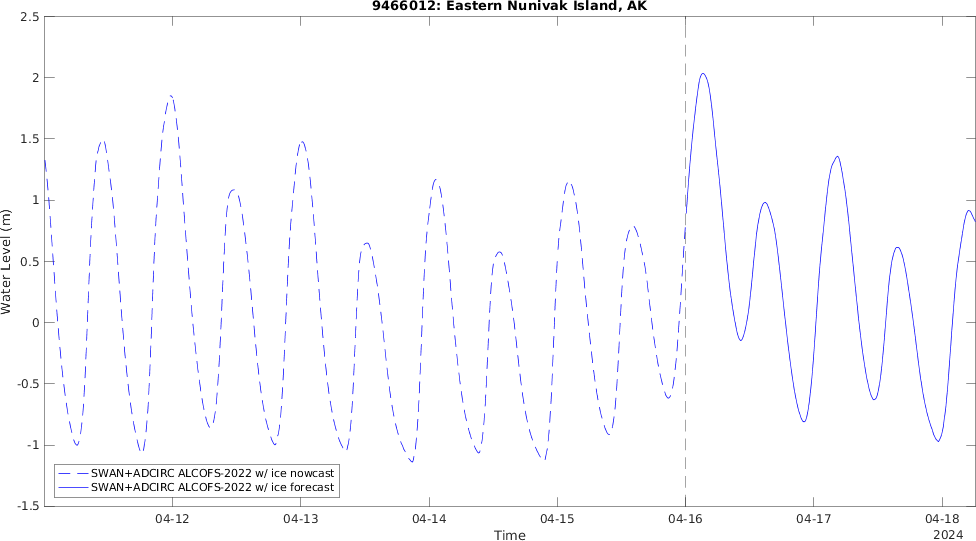 9466012: Eastern Nunivak Island, AK
2.5
2
1.5
1
0.5
0
-0.5
-1
-1.5
Water Level (m)
SWAN+ADCIRC ALCOFS-2022 w/ ice nowcast
SWAN+ADCIRC ALCOFS-2022 w/ ice forecast
04-12 04-13 04-14 04-15 04-16 04-17 04-18
Time
2024